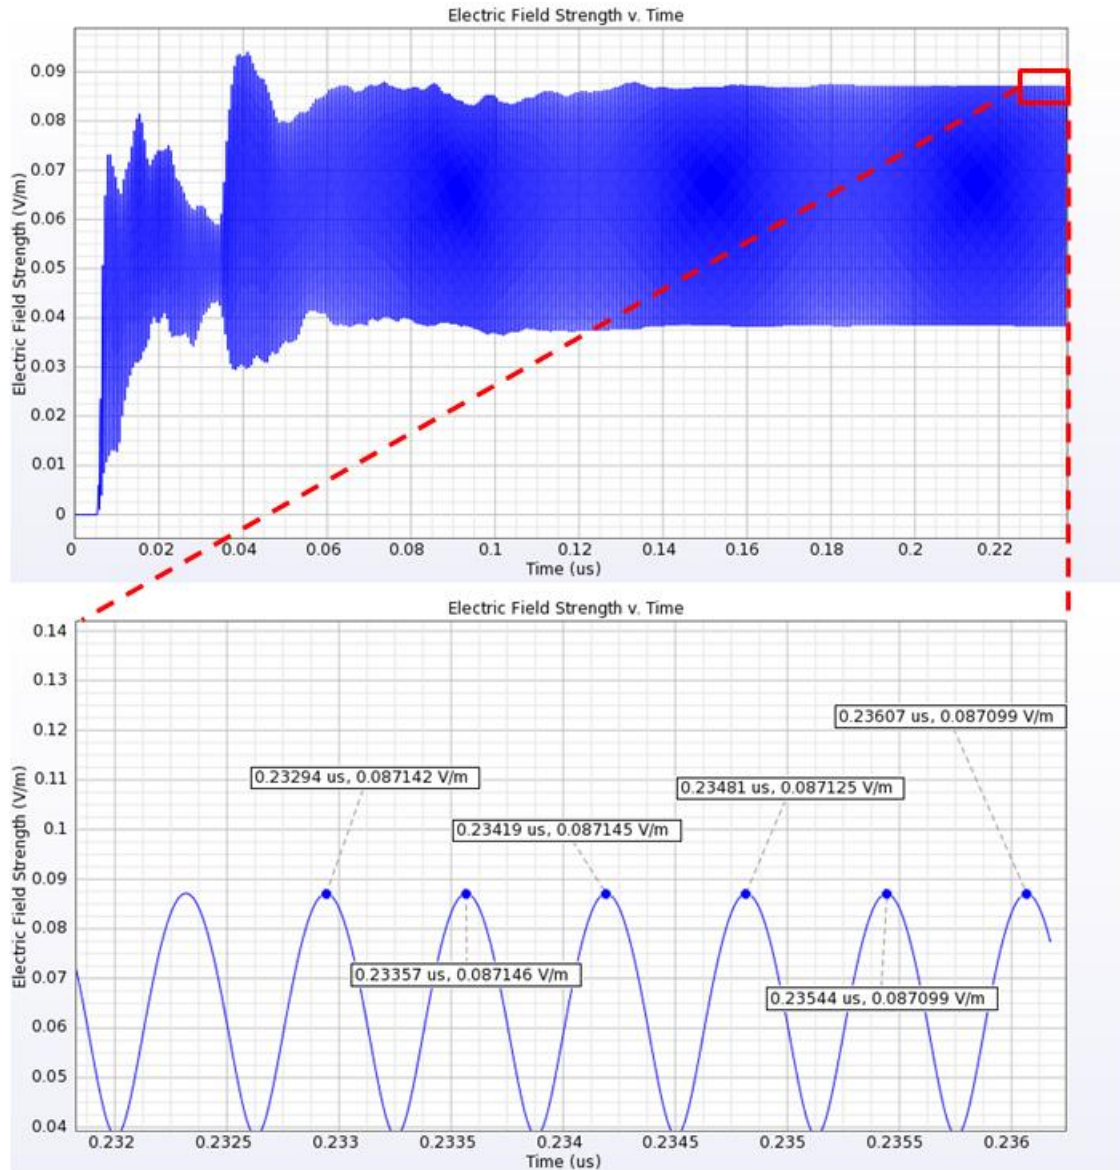 Electric Field Strength v. Time
Electric Field Strength (V/m)
0.09
0.08
0.07
0.06
0.05
0.04
0.03
0.02
0.01
0
0 0.02 0.04 0.06 0.08 0.1 0.12 0.14 0.16 0.18 0.2 0.22
Time (us)
Electric Field Strength v. Time
Electric Field Strength (V/m)
0.14
0.13
0.12
0.11
0.1
0.09
0.08
0.07
0.06
0.05
0.04
0.23607 us, 0.087099 V/m
0.23294 us, 0.087142 V/m
0.23481 us, 0.087125 V/m
0.23419 us, 0.087145 V/m
0.23357 us, 0.087146 V/m
0.23544 us, 0.087099 V/m
0.232 0.2325 0.233 0.2335 0.234 0.2345 0.235 0.2355 0.236
Time (us)